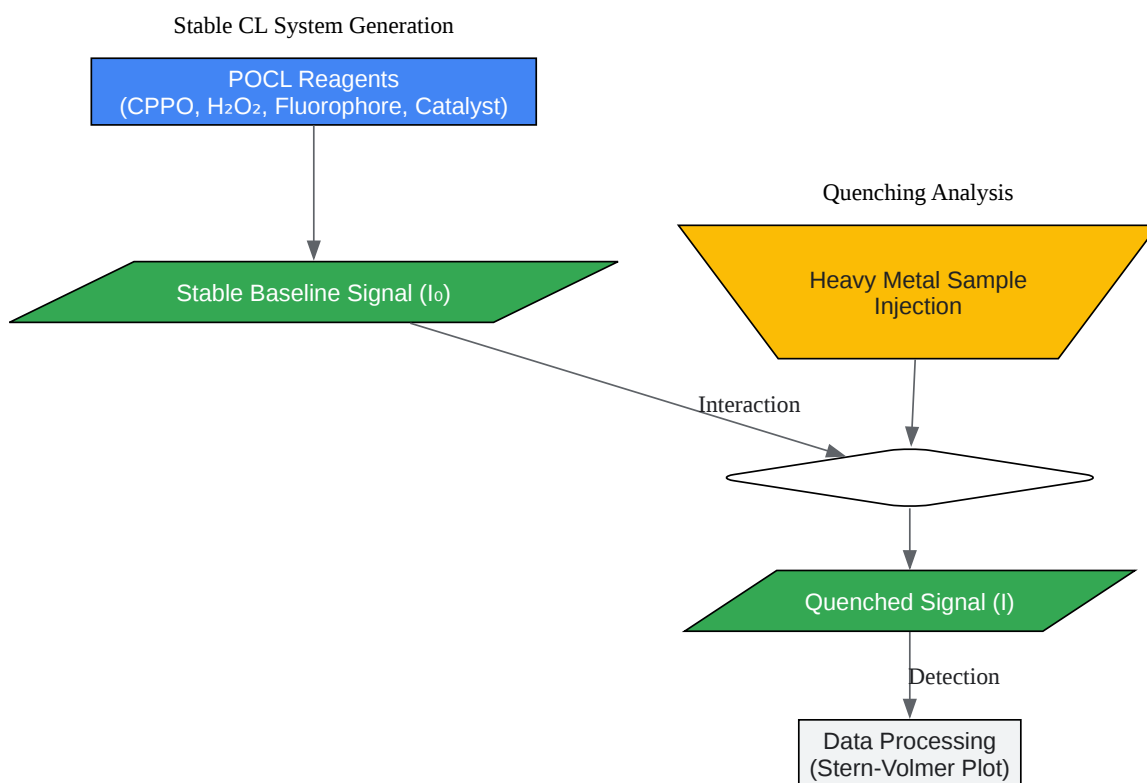 Stable CL System Generation
POCL Reagents
(CPPO, H₂O₂, Fluorophore, Catalyst)
Stable Baseline Signal (I₀)
Quenching Analysis
Heavy Metal Sample
Injection
Interaction
Quenched Signal (I)
Detection
Data Processing
(Stern-Volmer Plot)